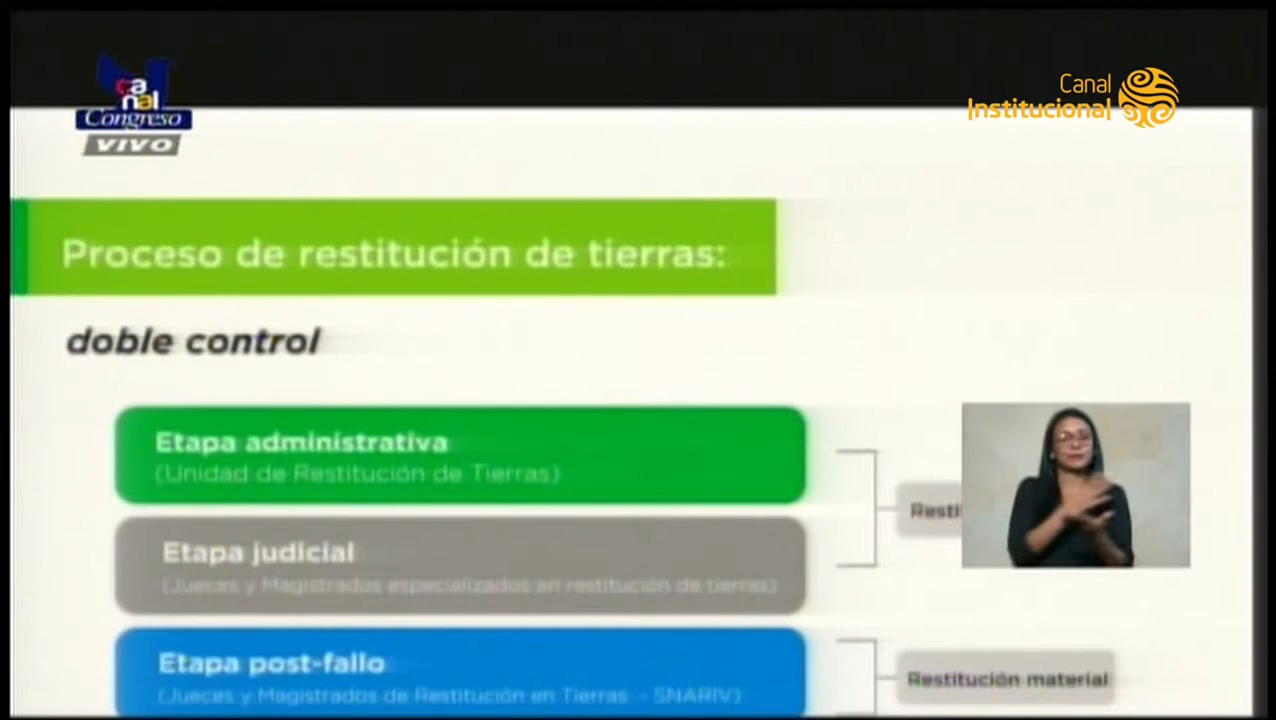 canal
Congreso
VIVO
Canal
Institucional
Proceso de restitución de tierras:
doble control
Etapa administrativa
(Unidad de Restitución de Tierras)
Etapa judicial
(Jueces y Magistrados especializados en restitución de tierras)
Resti
Etapa post-fallo
(Jueces y Magistrados de Restitución en Tierras - SNARIV)
Restitución material